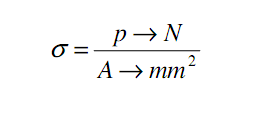 σ = p → N / A → mm²